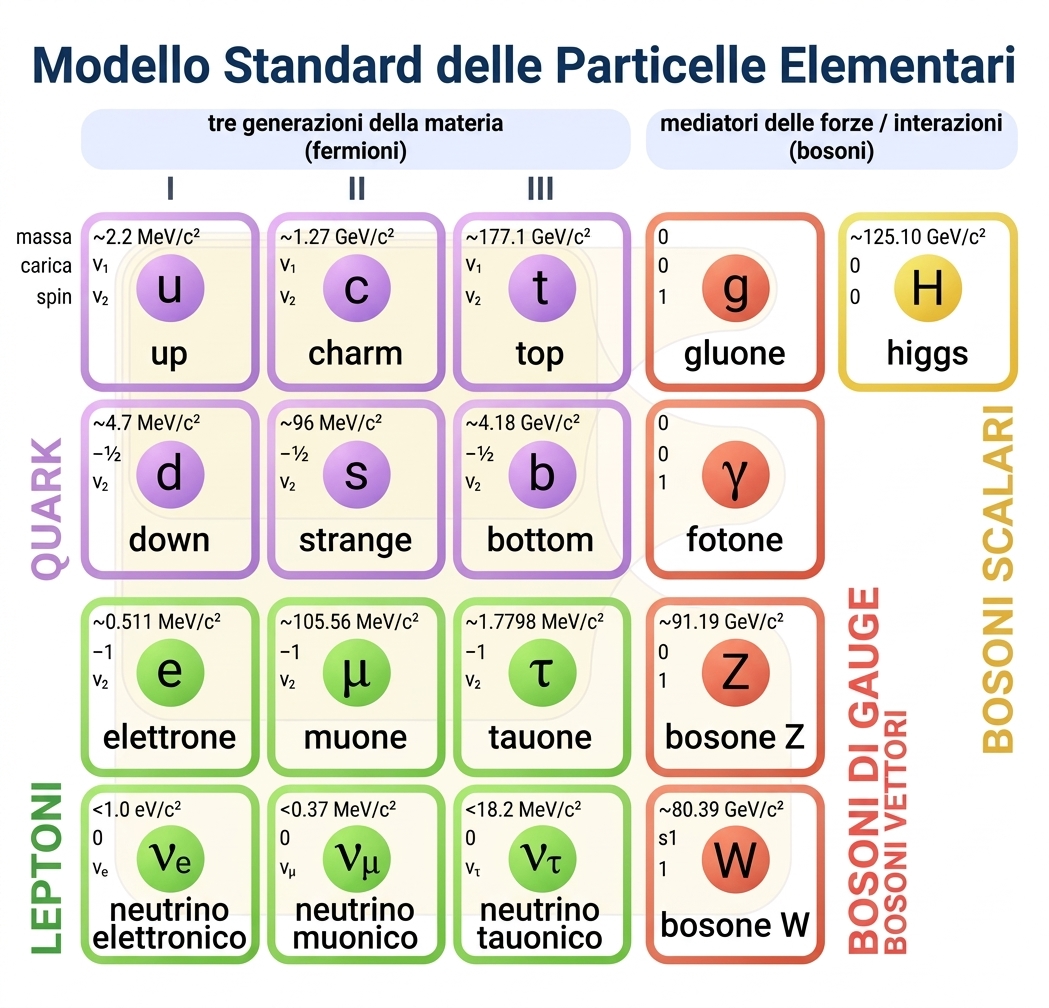 Modello Standard delle Particelle Elementari
tre generazioni della materia
(fermioni)
mediatori delle forze / interazioni
(bosoni)
I
II
III
massa
carica
spin
~2.2 MeV/c²
v₁
v₂
u
up
~1.27 GeV/c²
v₁
v₂
c
charm
~177.1 GeV/c²
v₁
v₂
t
top
0
0
1
g
gluone
~125.10 GeV/c²
0
0
H
higgs
QUARK
~4.7 MeV/c²
−½
v₂
d
down
~96 MeV/c²
−½
v₂
s
strange
~4.18 GeV/c²
−½
v₂
b
bottom
0
0
1
γ
fotone
BOSONI SCALARI
~0.511 MeV/c²
−1
v₂
e
elettrone
~105.56 MeV/c²
−1
v₂
μ
muone
~1.7798 MeV/c²
−1
v₂
τ
tauone
~91.19 GeV/c²
0
1
Z
bosone Z
LEPTONI
<1.0 eV/c²
0
vₑ
νe
neutrino
elettronico
<0.37 MeV/c²
0
vμ
νμ
neutrino
muonico
<18.2 MeV/c²
0
vτ
ντ
neutrino
tauonico
~80.39 GeV/c²
s1
1
W
bosone W
BOSONI DI GAUGE
BOSONI VETTORI